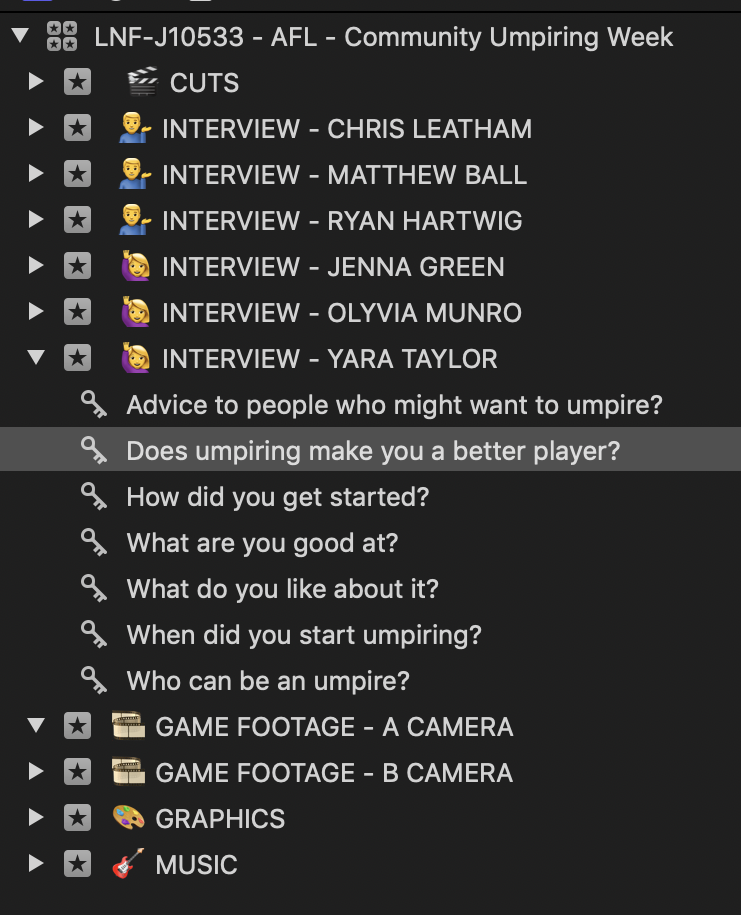 LNF-J10533 - AFL - Community Umpiring Week
CUTS
INTERVIEW - CHRIS LEATHAM
INTERVIEW - MATTHEW BALL
INTERVIEW - RYAN HARTWIG
INTERVIEW - JENNA GREEN
INTERVIEW - OLYVIA MUNRO
INTERVIEW - YARA TAYLOR
Advice to people who might want to umpire?
Does umpiring make you a better player?
How did you get started?
What are you good at?
What do you like about it?
When did you start umpiring?
Who can be an umpire?
GAME FOOTAGE - A CAMERA
GAME FOOTAGE - B CAMERA
GRAPHICS
MUSIC